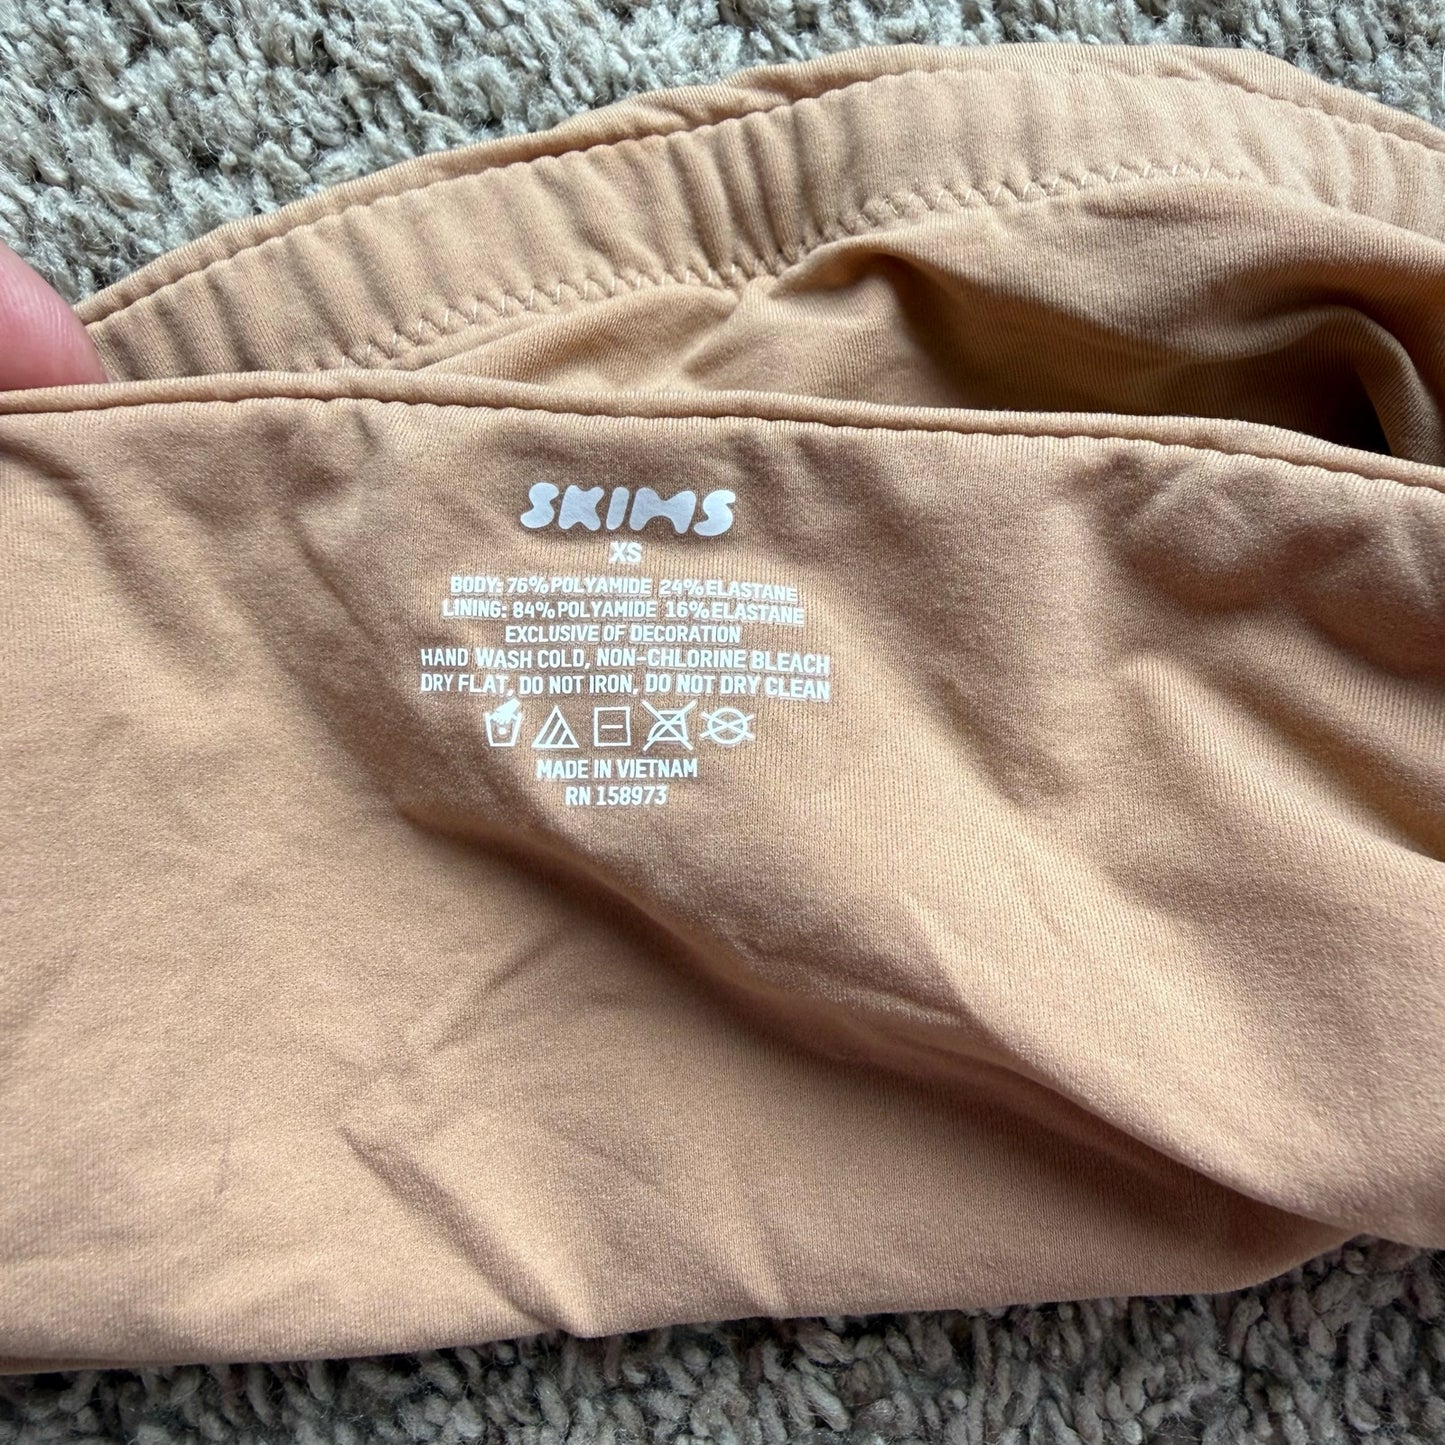 SKIMS
XS
BODY: 76% POLYAMIDE 24% ELASTANE
LINING: 84% POLYAMIDE 16% ELASTANE
EXCLUSIVE OF DECORATION
HAND WASH COLD, NON-CHLORINE BLEACH
DRY FLAT, DO NOT IRON, DO NOT DRY CLEAN
MADE IN VIETNAM
RN 158973